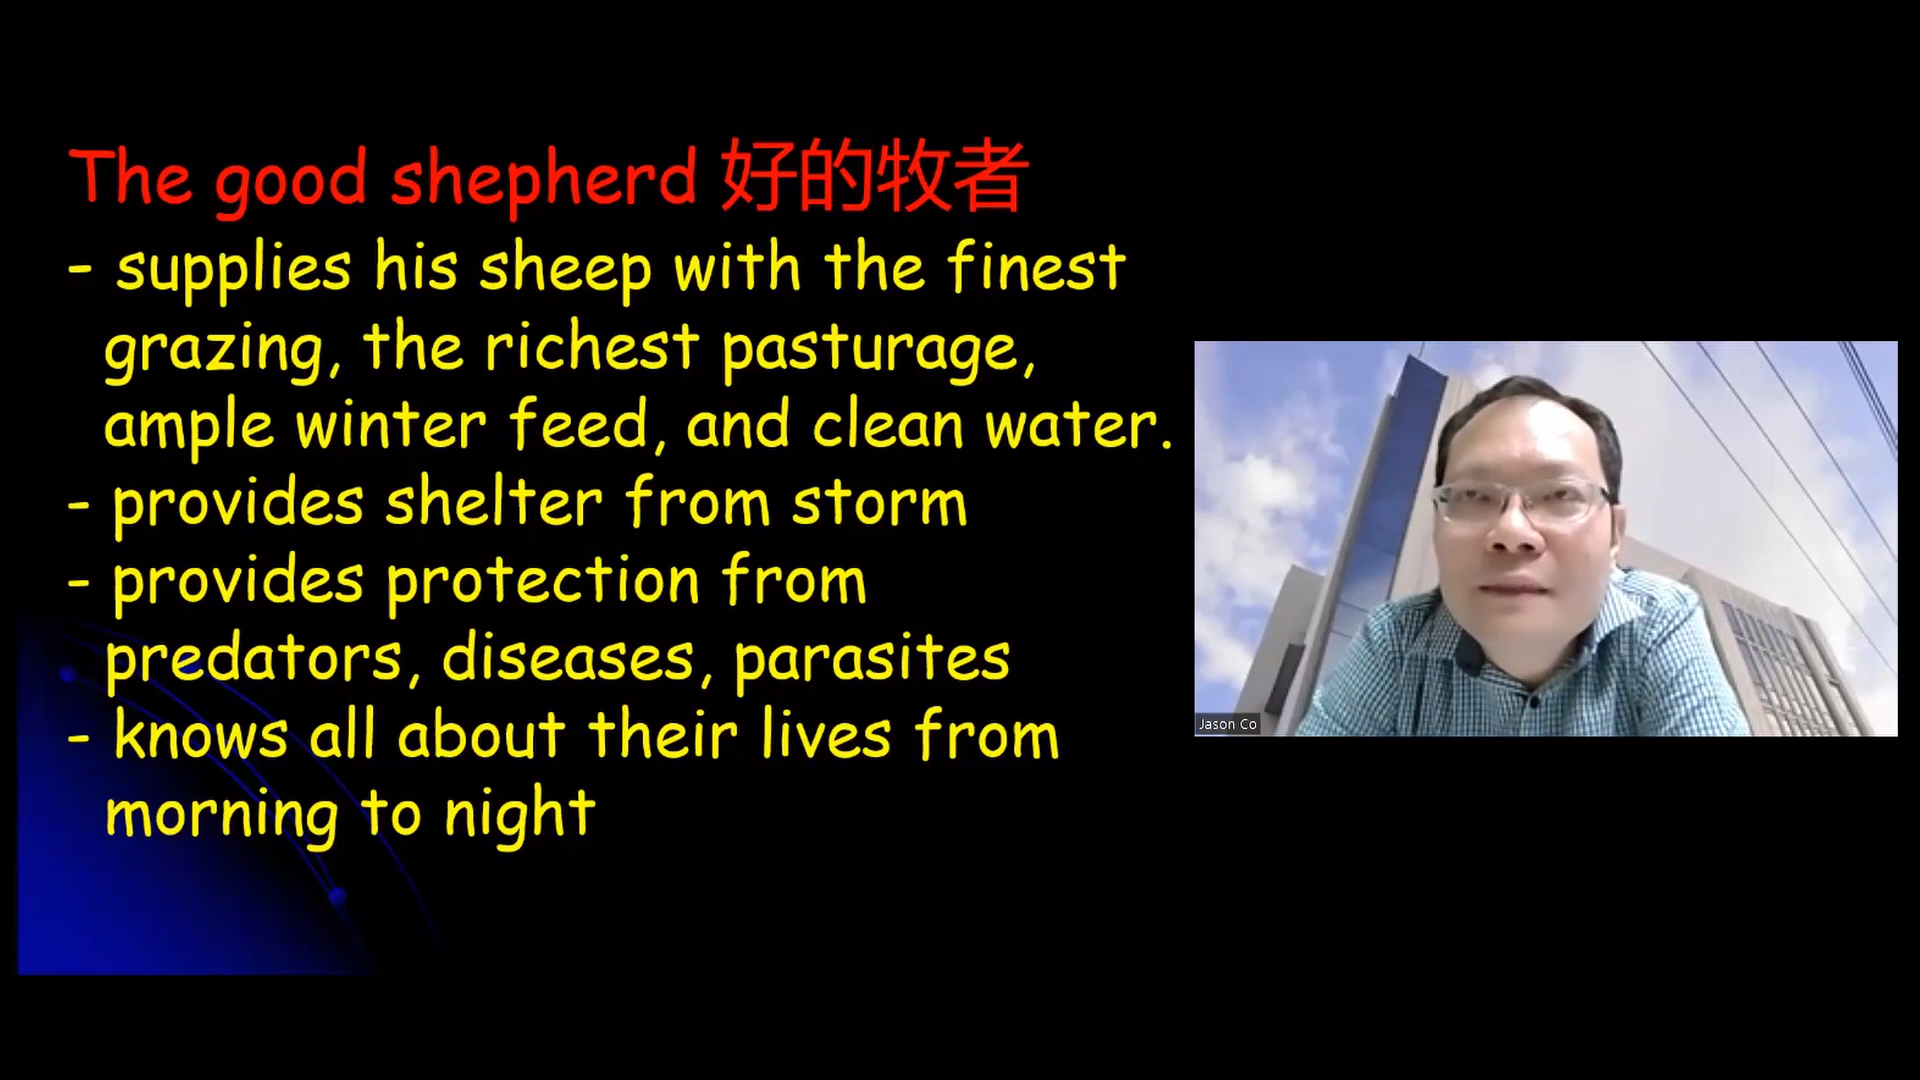 The good shepherd 好的牧者
- supplies his sheep with the finest
grazing, the richest pasturage,
ample winter feed, and clean water.
- provides shelter from storm
- provides protection from
predators, diseases, parasites
- knows all about their lives from
morning to night
Jason Co